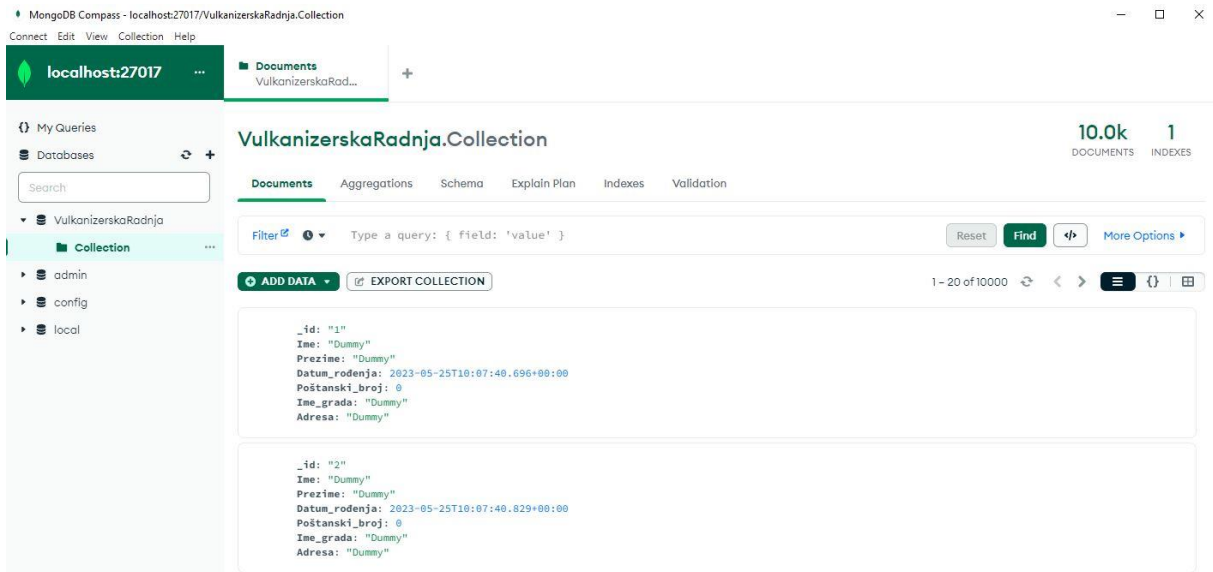 MongoDB Compass - localhost:27017/VulkanizerskaRadnja.Collection
Connect Edit View Collection Help
localhost:27017 ...
Documents
VulkanizerskaRad...
{} My Queries
Databases
Search
VulkanizerskaRadnja
Collection ...
admin
config
local
VulkanizerskaRadnja.Collection
10.0k
DOCUMENTS
1
INDEXES
Documents Aggregations Schema Explain Plan Indexes Validation
Filter Type a query: { field: 'value' } Reset Find </> More Options
ADD DATA EXPORT COLLECTION 1 – 20 of 10000 {}
_id: "1"
Ime: "Dummy"
Prezime: "Dummy"
Datum_rođenja: 2023-05-25T10:07:40.696+00:00
Poštanski_broj: 0
Ime_grada: "Dummy"
Adresa: "Dummy"
_id: "2"
Ime: "Dummy"
Prezime: "Dummy"
Datum_rođenja: 2023-05-25T10:07:40.829+00:00
Poštanski_broj: 0
Ime_grada: "Dummy"
Adresa: "Dummy"